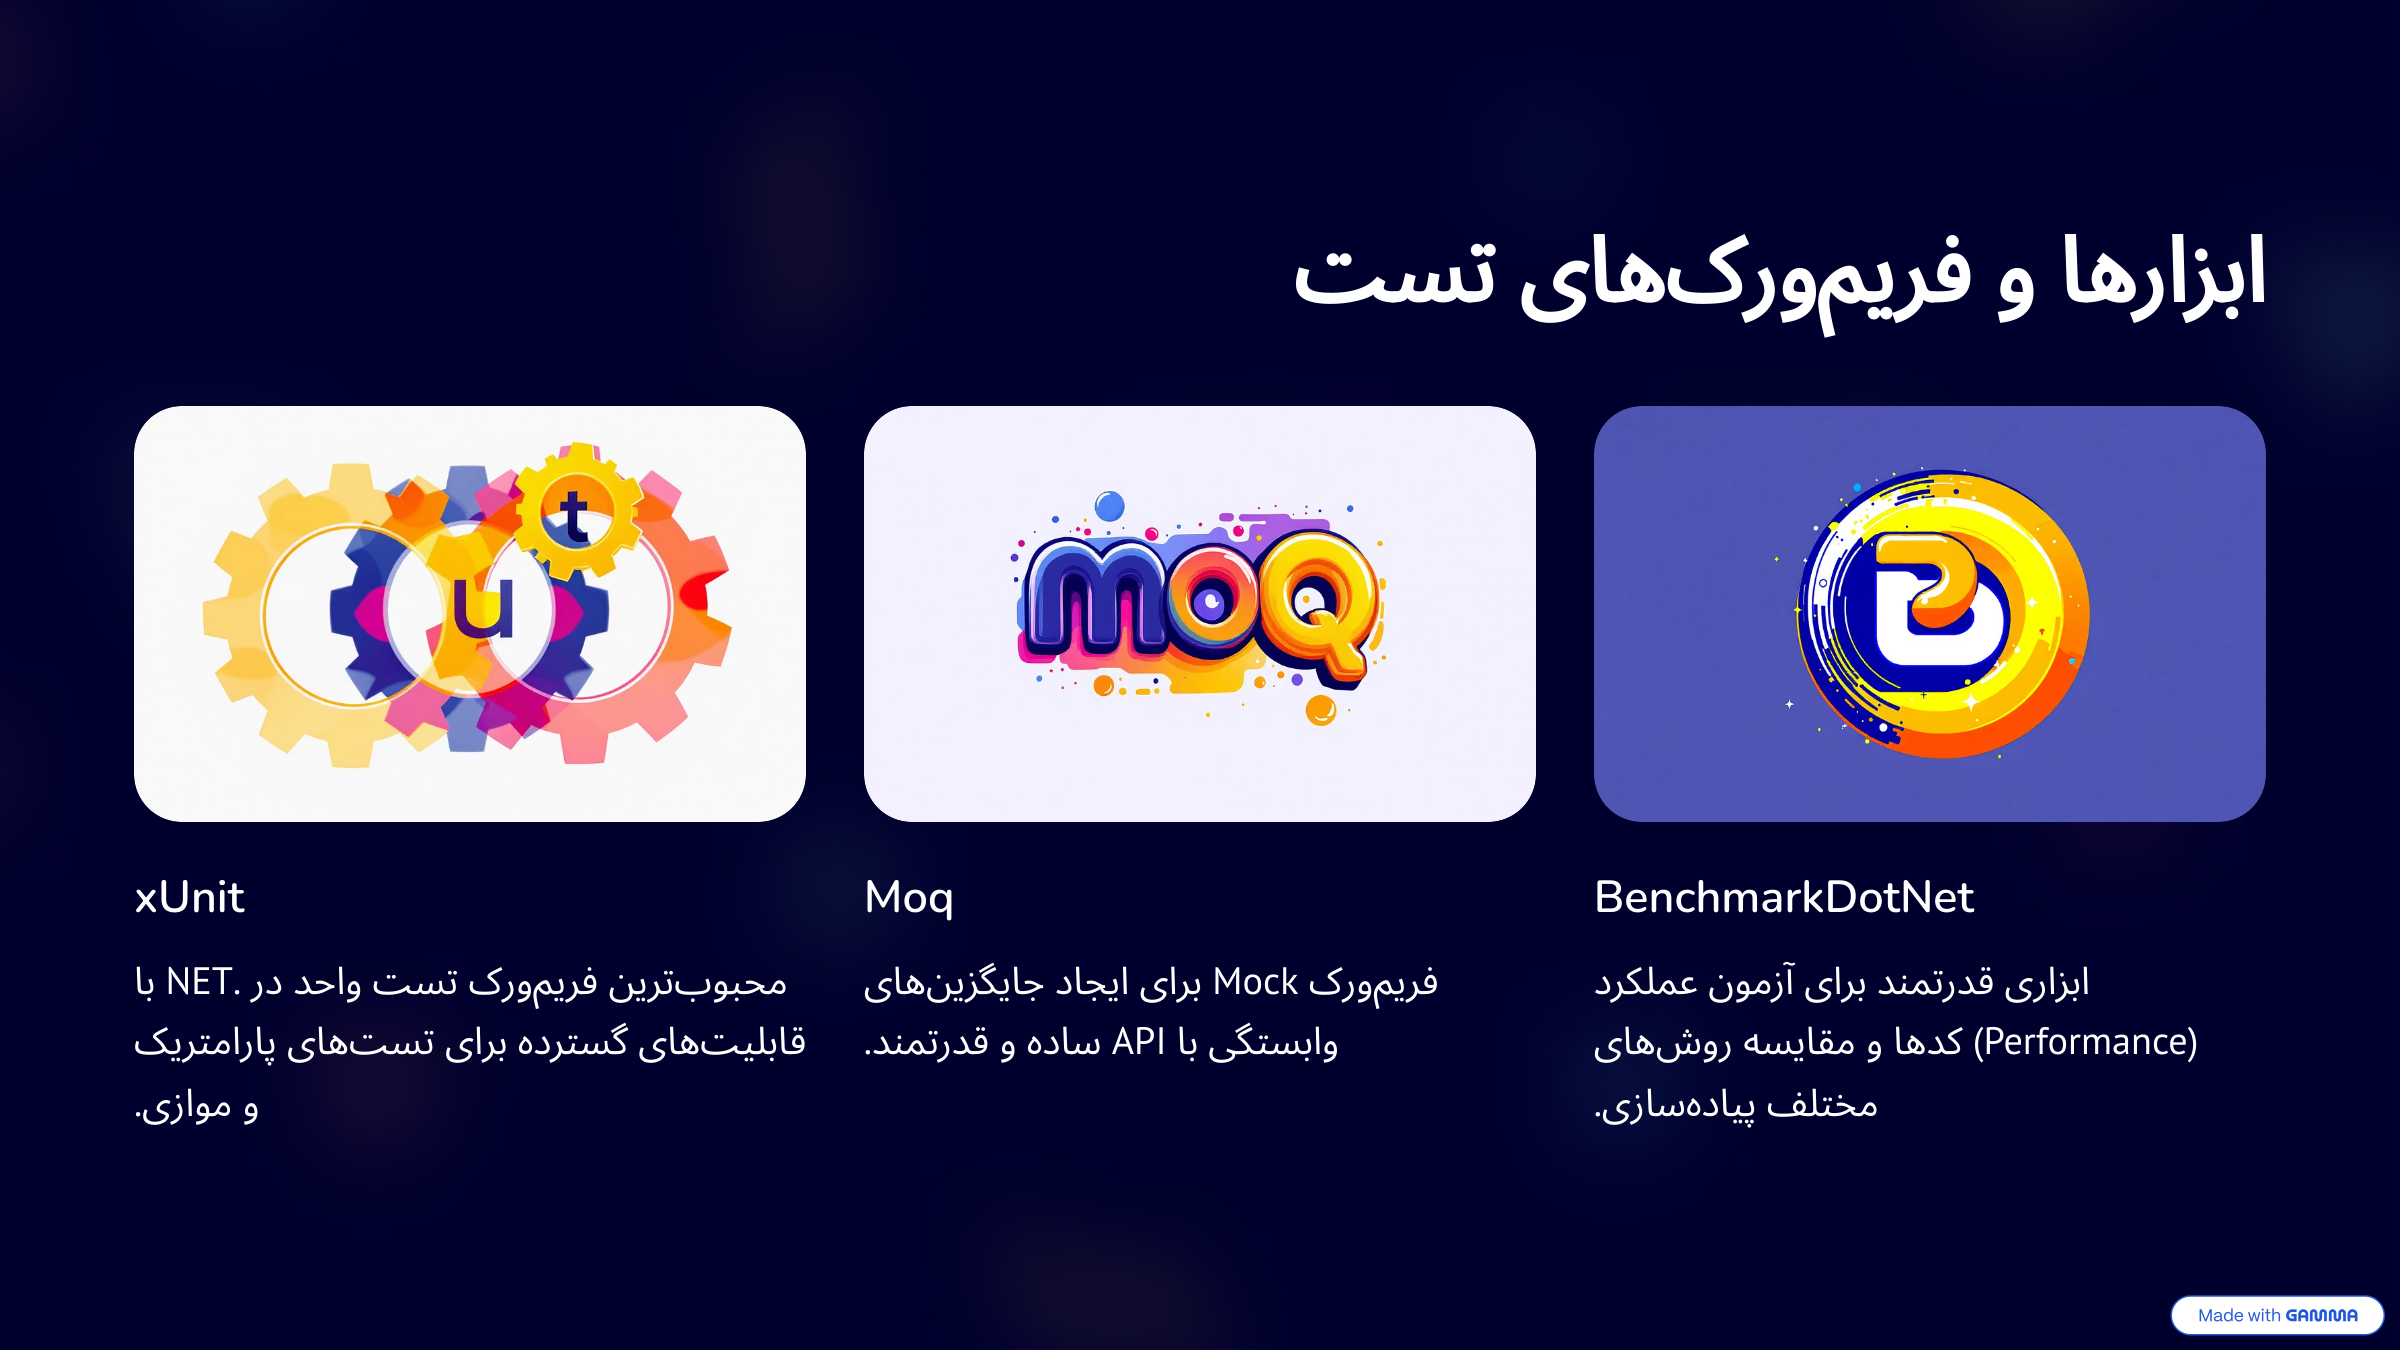 ابزارها و فریم‌ورک‌های تست
t
u
moQ
B
xUnit
محبوب‌ترین فریم‌ورک تست واحد در .NET با
قابلیت‌های گسترده برای تست‌های پارامتریک
و موازی.
Moq
فریم‌ورک Mock برای ایجاد جایگزین‌های
وابستگی با API ساده و قدرتمند.
BenchmarkDotNet
ابزاری قدرتمند برای آزمون عملکرد
(Performance) کدها و مقایسه روش‌های
مختلف پیاده‌سازی.
Made with GAMMA